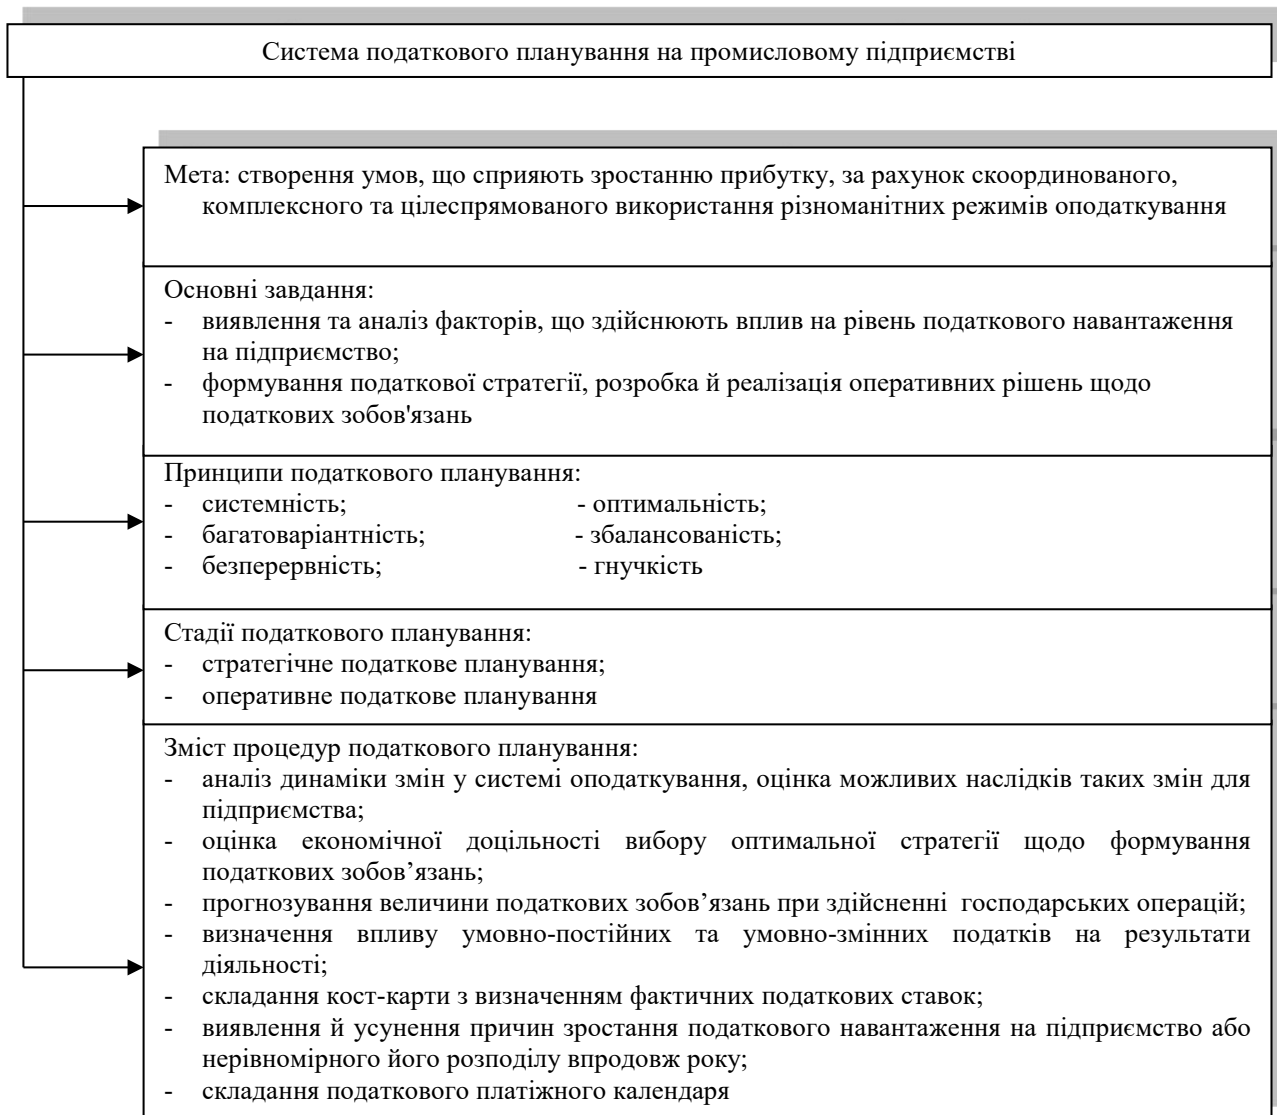 Система податкового планування на промисловому підприємстві
Мета: створення умов, що сприяють зростанню прибутку, за рахунок скоординованого,
комплексного та цілеспрямованого використання різноманітних режимів оподаткування
Основні завдання:
- виявлення та аналіз факторів, що здійснюють вплив на рівень податкового навантаження
на підприємство;
- формування податкової стратегії, розробка й реалізація оперативних рішень щодо
податкових зобов'язань
Принципи податкового планування:
- системність; - оптимальність;
- багатоваріантність; - збалансованість;
- безперервність; - гнучкість
Стадії податкового планування:
- стратегічне податкове планування;
- оперативне податкове планування
Зміст процедур податкового планування:
- аналіз динаміки змін у системі оподаткування, оцінка можливих наслідків таких змін для
підприємства;
- оцінка економічної доцільності вибору оптимальної стратегії щодо формування
податкових зобов’язань;
- прогнозування величини податкових зобов’язань при здійсненні господарських операцій;
- визначення впливу умовно-постійних та умовно-змінних податків на результати
діяльності;
- складання кост-карти з визначенням фактичних податкових ставок;
- виявлення й усунення причин зростання податкового навантаження на підприємство або
нерівномірного його розподілу впродовж року;
- складання податкового платіжного календаря